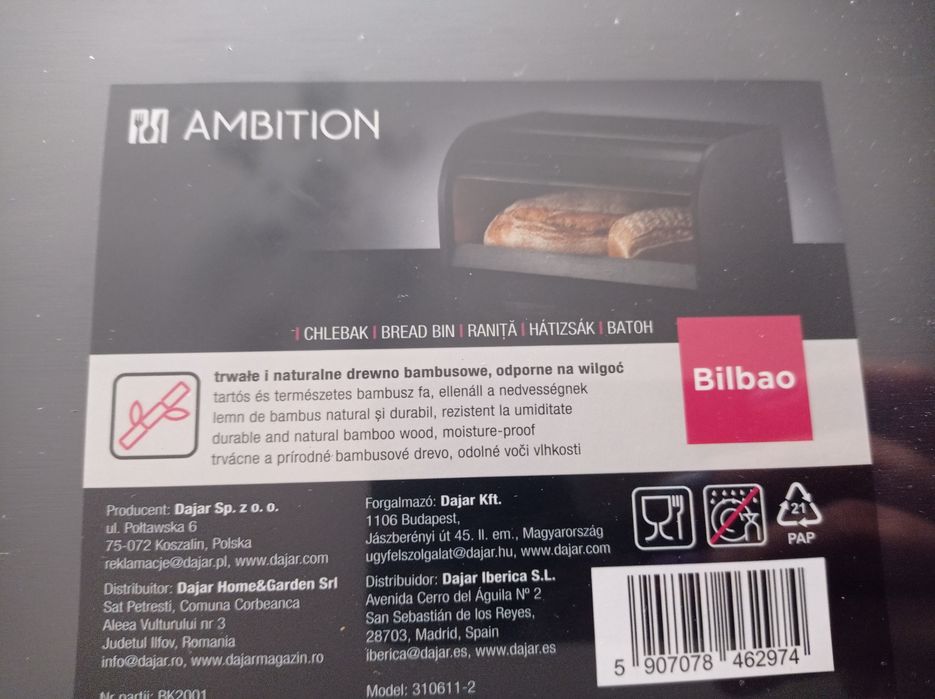 AMBITION
| CHLEBAK | BREAD BIN | RANIȚĂ | HÁTIZSÁK | BATOH
Bilbao
trwałe i naturalne drewno bambusowe, odporne na wilgoć
tartós és természetes bambusz fa, ellenáll a nedvességnek
lemn de bambus natural și durabil, rezistent la umiditate
durable and natural bamboo wood, moisture-proof
trvácne a prírodné bambusové drevo, odolné voči vlhkosti
Producent: Dajar Sp. z o. o.
ul. Połtawska 6
75-072 Koszalin, Polska
reklamacje@dajar.pl, www.dajar.com
Distribuitor: Dajar Home&Garden Srl
Sat Petresti, Comuna Corbeanca
Aleea Vulturului nr 3
Judetul Ilfov, Romania
info@dajar.ro, www.dajarmagazin.ro
Nr partii: BK2001
Forgalmazó: Dajar Kft.
1106 Budapest,
Jászberényi út 45. II. em., Magyarország
ugyfelszolgalat@dajar.hu, www.dajar.com
Distribuidor: Dajar Iberica S.L.
Avenida Cerro del Águila Nº 2
San Sebastián de los Reyes,
28703, Madrid, Spain
iberica@dajar.es, www.dajar.es
Model: 310611-2
21
PAP
5 907078 462974